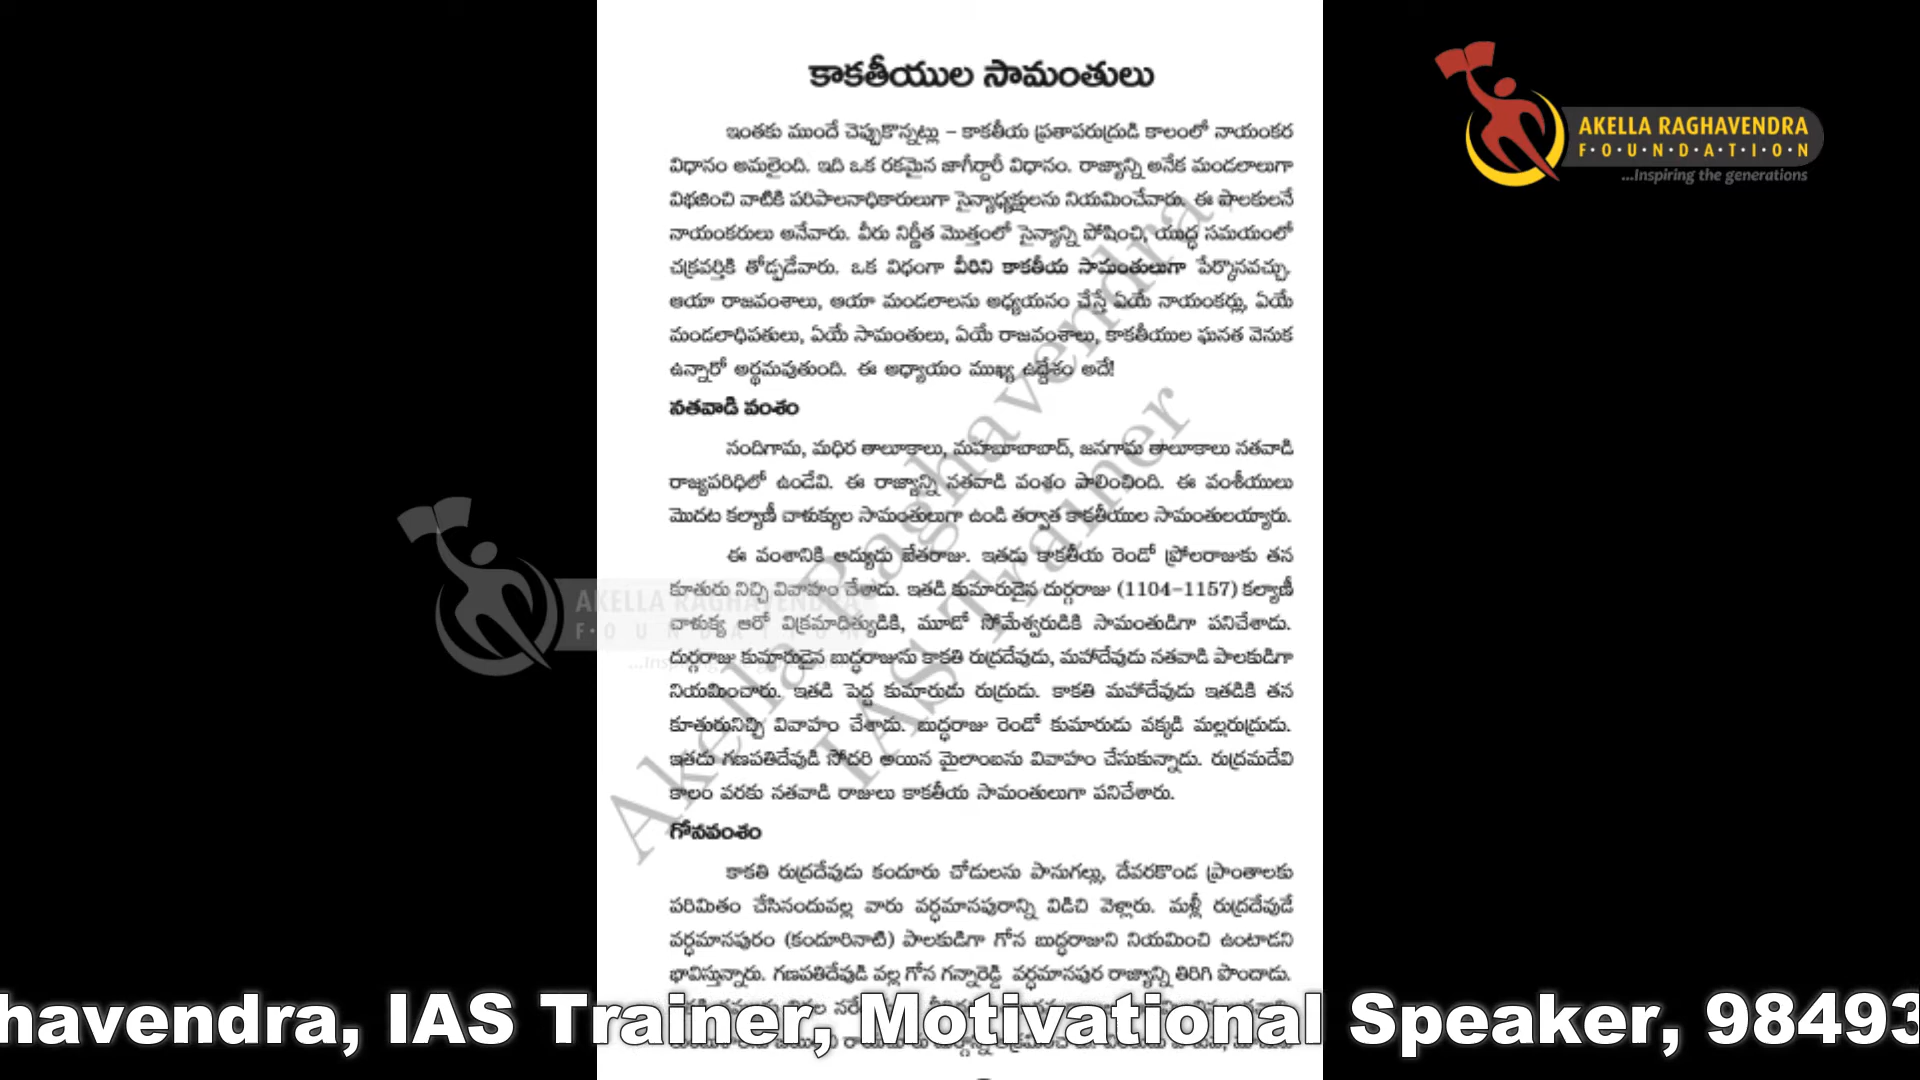 కాకతీయుల సామంతులు
ఇంతకు ముందే చెప్పుకొన్నట్లు – కాకతీయ ప్రతాపరుద్రుడి కాలంలో నాయంకర
విధానం అమలైంది. ఇది ఒక రకమైన జాగీర్దారీ విధానం. రాజ్యాన్ని అనేక మండలాలుగా
విభజించి వాటికి పరిపాలనాధికారులుగా సైన్యాధ్యక్షులను నియమించేవారు. ఈ పాలకులనే
నాయంకరులు అనేవారు. వీరు నిర్ణీత మొత్తంలో సైన్యాన్ని పోషించి, యుద్ధ సమయంలో
చక్రవర్తికి తోడ్పడేవారు. ఒక విధంగా వీరిని కాకతీయ సామంతులుగా పేర్కొనవచ్చు.
ఆయా రాజవంశాలు, ఆయా మండలాలను అధ్యయనం చేస్తే ఏయే నాయంకర్లు, ఏయే
మండలాధిపతులు, ఏయే సామంతులు, ఏయే రాజవంశాలు, కాకతీయుల ఘనత వెనుక
ఉన్నారో అర్థమవుతుంది. ఈ అధ్యాయం ముఖ్య ఉద్దేశం అదే!
నతవాడి వంశం
నందిగామ, మధిర తాలూకాలు, మహబూబాబాద్, జనగామ తాలూకాలు నతవాడి
రాజ్యపరిధిలో ఉండేవి. ఈ రాజ్యాన్ని నతవాడి వంశం పాలించింది. ఈ వంశీయులు
మొదట కల్యాణీ చాళుక్యుల సామంతులుగా ఉండి తర్వాత కాకతీయుల సామంతులయ్యారు.
ఈ వంశానికి ఆద్యుడు బేతరాజు. ఇతడు కాకతీయ రెండో ప్రోలరాజుకు తన
కూతురు నిచ్చి వివాహం చేశాడు. ఇతడి కుమారుడైన దుర్గరాజు (1104–1157) కల్యాణీ
చాళుక్య ఆరో విక్రమాదిత్యుడికి, మూడో సోమేశ్వరుడికి సామంతుడిగా పనిచేశాడు.
దుర్గరాజు కుమారుడైన బుద్ధరాజును కాకతి రుద్రదేవుడు, మహాదేవుడు నతవాడి పాలకుడిగా
నియమించారు. ఇతడి పెద్ద కుమారుడు రుద్రుడు. కాకతి మహాదేవుడు ఇతడికి తన
కూతురునిచ్చి వివాహం చేశాడు. బుద్ధరాజు రెండో కుమారుడు వక్కడి మల్లరుద్రుడు.
ఇతడు గణపతిదేవుడి సోదరి అయిన మైలాంబను వివాహం చేసుకున్నాడు. రుద్రమదేవి
కాలం వరకు నతవాడి రాజులు కాకతీయ సామంతులుగా పనిచేశారు.
గోనవంశం
కాకతి రుద్రదేవుడు కందూరు చోడులను పానుగల్లు, దేవరకొండ ప్రాంతాలకు
పరిమితం చేసినందువల్ల వారు వర్ధమానపురాన్ని విడిచి వెళ్లారు. మళ్లీ రుద్రదేవుడే
వర్ధమానపురం (కందూరినాటి) పాలకుడిగా గోన బుద్ధరాజుని నియమించి ఉంటాడని
భావిస్తున్నారు. గణపతిదేవుడి వల్ల గోన గన్నారెడ్డి వర్ధమానపుర రాజ్యాన్ని తిరిగి పొందాడు.
havendra, IAS Trainer, Motivational Speaker, 98493
AKELLA RAGHAVENDRA
F·O·U·N·D·A·T·I·O·N
...Inspiring the generations
AKELLA RAGHAVENDRA
F·O·U·N·D·A·T·I·O·N
Akella Raghavendra,
IAS Trainer